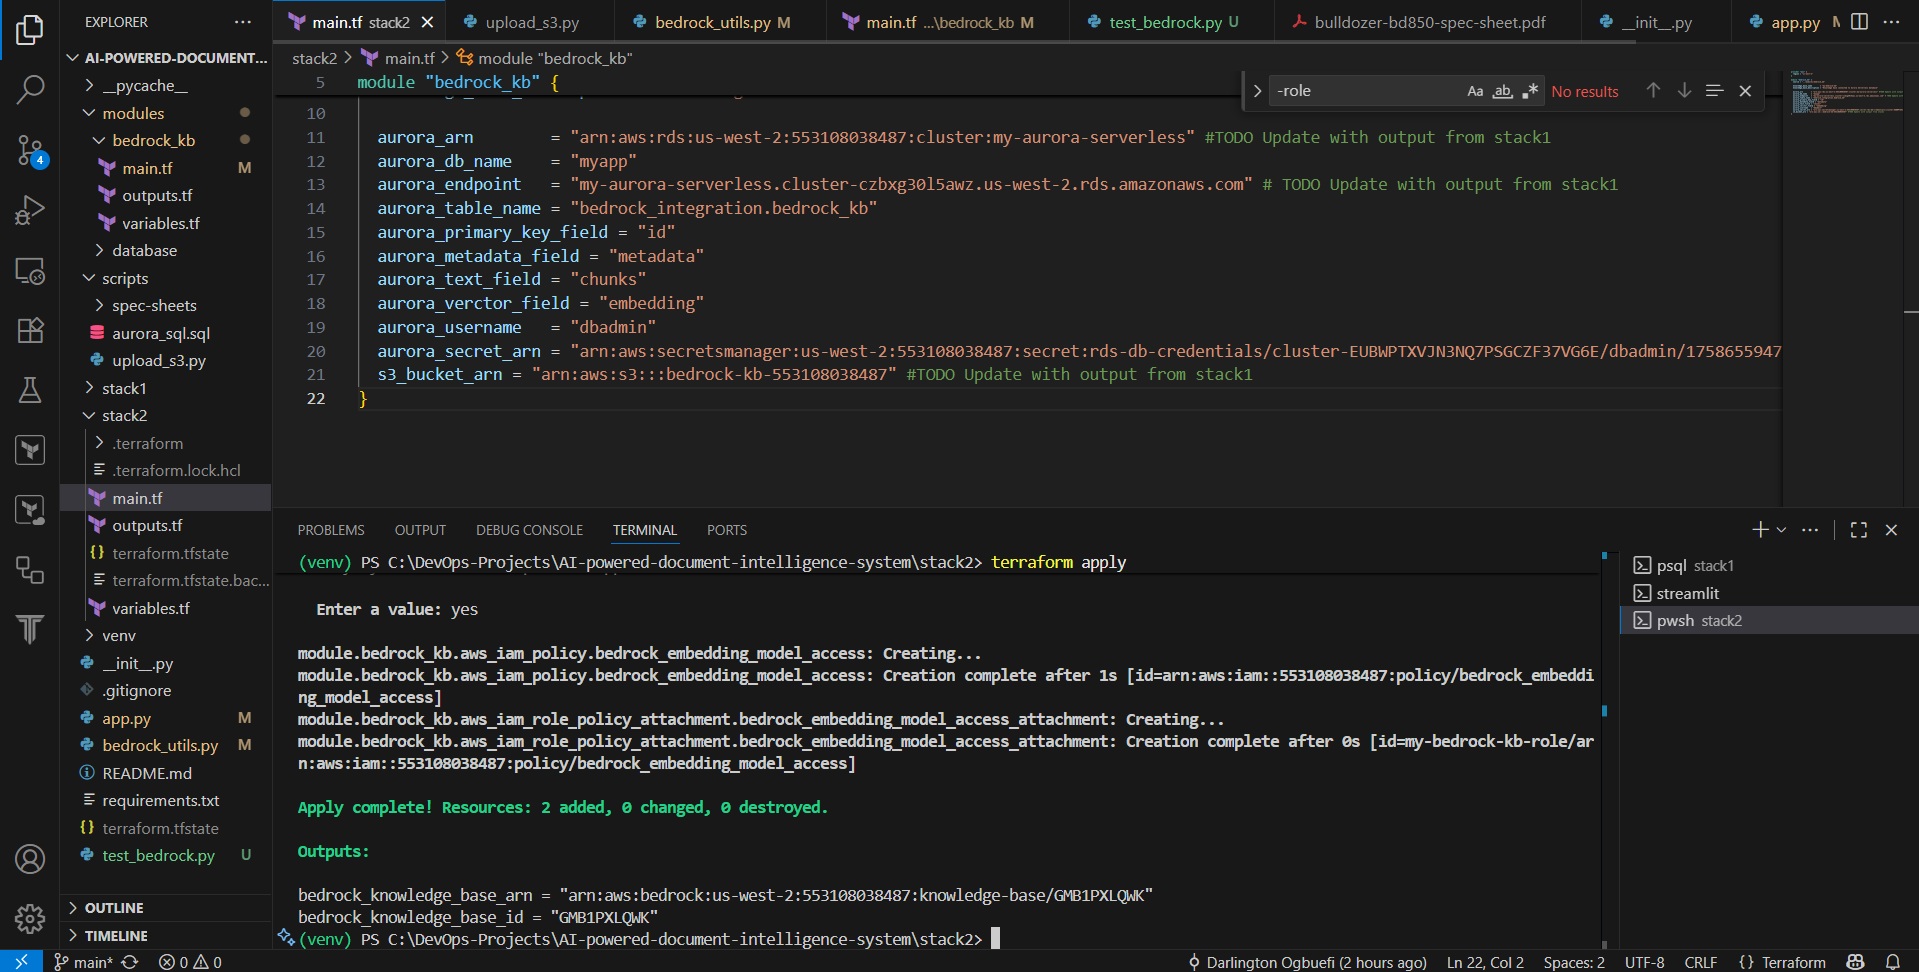 EXPLORER ···
AI-POWERED-DOCUMENT...
__pycache__
modules
bedrock_kb
main.tf M
outputs.tf
variables.tf
database
scripts
spec-sheets
aurora_sql.sql
upload_s3.py
stack1
stack2
.terraform
.terraform.lock.hcl
main.tf
outputs.tf
{} terraform.tfstate
terraform.tfstate.bac...
variables.tf
venv
__init__.py
.gitignore
app.py M
bedrock_utils.py M
README.md
requirements.txt
{} terraform.tfstate
test_bedrock.py U
OUTLINE
TIMELINE
4
main.tf stack2 ×
upload_s3.py
bedrock_utils.py M
main.tf ...\bedrock_kb M
test_bedrock.py U
bulldozer-bd850-spec-sheet.pdf
__init__.py
app.py
stack2 > main.tf > module "bedrock_kb"
5 module "bedrock_kb" {
-role Aa ab .* No results
10
11 aurora_arn = "arn:aws:rds:us-west-2:553108038487:cluster:my-aurora-serverless" #TODO Update with output from stack1
12 aurora_db_name = "myapp"
13 aurora_endpoint = "my-aurora-serverless.cluster-czbxg30l5awz.us-west-2.rds.amazonaws.com" # TODO Update with output from stack1
14 aurora_table_name = "bedrock_integration.bedrock_kb"
15 aurora_primary_key_field = "id"
16 aurora_metadata_field = "metadata"
17 aurora_text_field = "chunks"
18 aurora_verctor_field = "embedding"
19 aurora_username = "dbadmin"
20 aurora_secret_arn = "arn:aws:secretsmanager:us-west-2:553108038487:secret:rds-db-credentials/cluster-EUBWPTXVJN3NQ7PSGCZF37VG6E/dbadmin/1758655947
21 s3_bucket_arn = "arn:aws:s3:::bedrock-kb-553108038487" #TODO Update with output from stack1
22 }
PROBLEMS OUTPUT DEBUG CONSOLE TERMINAL PORTS
(venv) PS C:\DevOps-Projects\AI-powered-document-intelligence-system\stack2> terraform apply
Enter a value: yes
module.bedrock_kb.aws_iam_policy.bedrock_embedding_model_access: Creating...
module.bedrock_kb.aws_iam_policy.bedrock_embedding_model_access: Creation complete after 1s [id=arn:aws:iam::553108038487:policy/bedrock_embeddi
ng_model_access]
module.bedrock_kb.aws_iam_role_policy_attachment.bedrock_embedding_model_access_attachment: Creating...
module.bedrock_kb.aws_iam_role_policy_attachment.bedrock_embedding_model_access_attachment: Creation complete after 0s [id=my-bedrock-kb-role/ar
n:aws:iam::553108038487:policy/bedrock_embedding_model_access]
Apply complete! Resources: 2 added, 0 changed, 0 destroyed.
Outputs:
bedrock_knowledge_base_arn = "arn:aws:bedrock:us-west-2:553108038487:knowledge-base/GMB1PXLQWK"
bedrock_knowledge_base_id = "GMB1PXLQWK"
(venv) PS C:\DevOps-Projects\AI-powered-document-intelligence-system\stack2>
psql stack1
streamlit
pwsh stack2
main* 0 0 Darlington Ogbuefi (2 hours ago) Ln 22, Col 2 Spaces: 2 UTF-8 CRLF {} Terraform